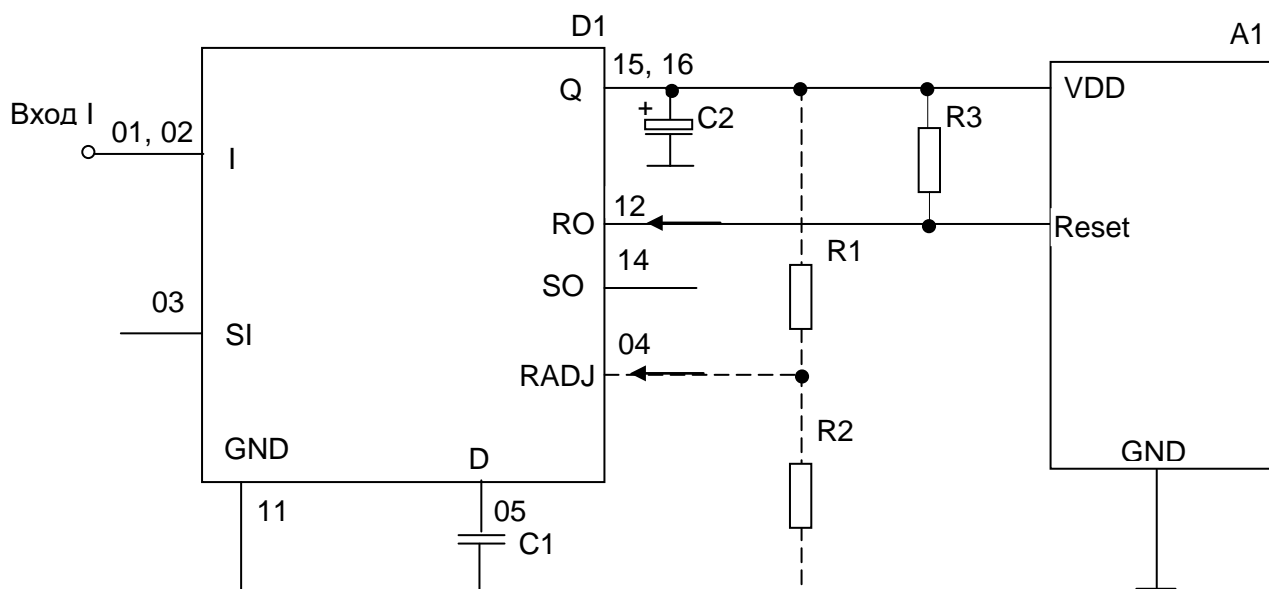 D1
A1
15, 16
Q
VDD
Вход I
01, 02
+
C2
R3
I
12
RO
Reset
14
R1
SO
03
SI
04
RADJ
R2
GND
D
GND
11
05
C1